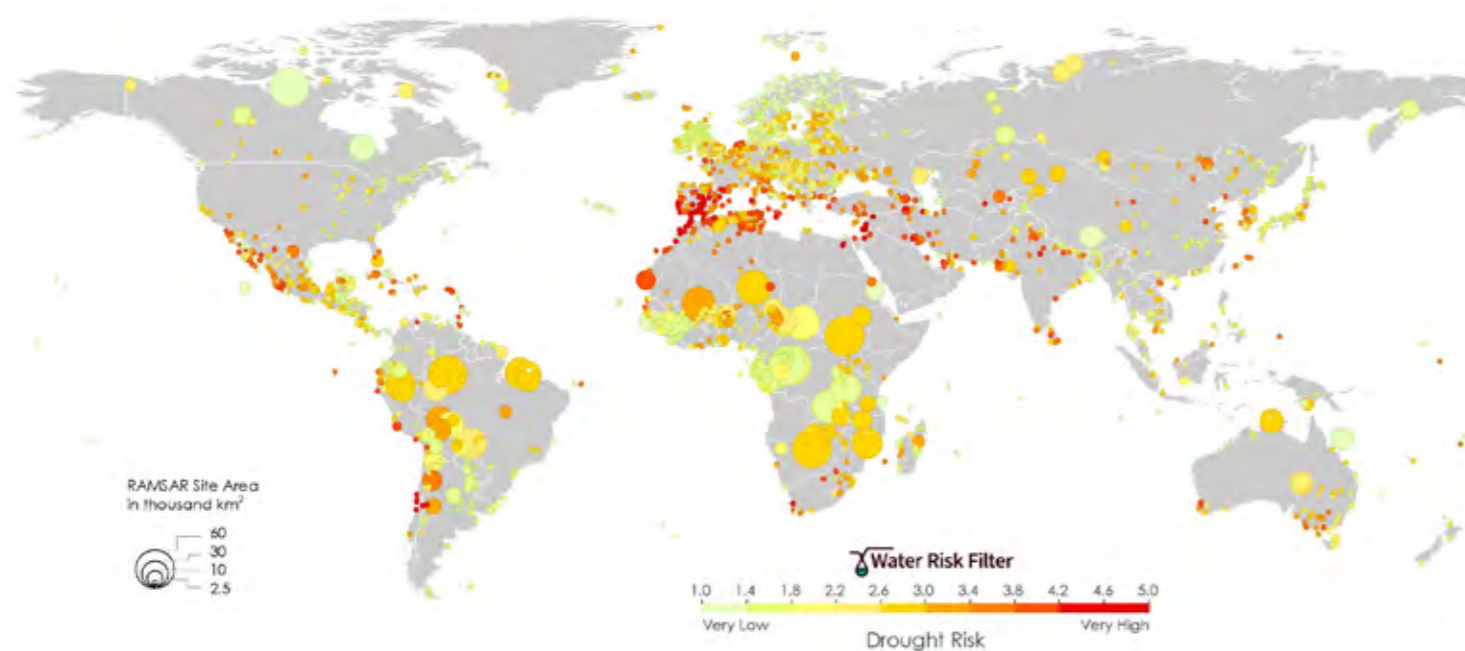 RAMSAR Site Area
in thousand km²
60
30
10
2.5
Water Risk Filter
1.0 1.4 1.8 2.2 2.6 3.0 3.4 3.8 4.2 4.6 5.0
Very Low Very High
Drought Risk